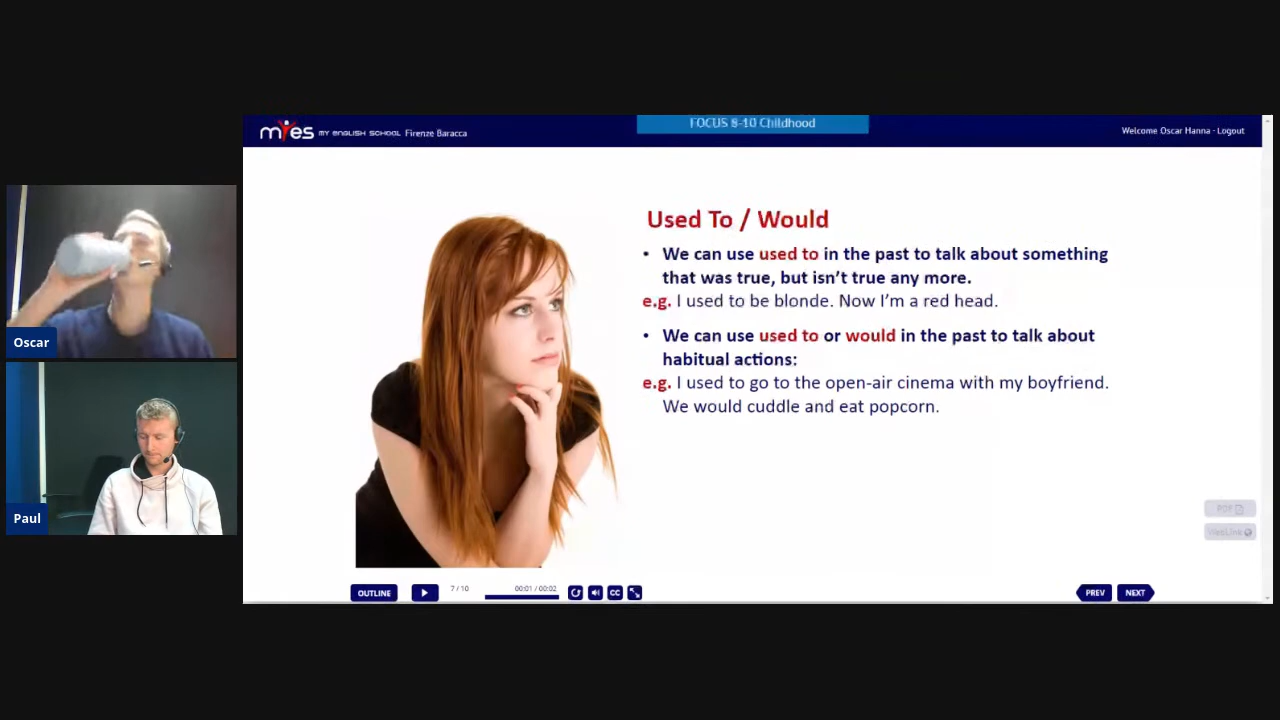 FOCUS 8-10 Childhood
myes MY ENGLISH SCHOOL Firenze Baracca
Welcome Oscar Hanna - Logout
Used To / Would
• We can use used to in the past to talk about something
that was true, but isn't true any more.
e.g. I used to be blonde. Now I'm a red head.
• We can use used to or would in the past to talk about
habitual actions:
e.g. I used to go to the open-air cinema with my boyfriend.
We would cuddle and eat popcorn.
Oscar
Paul
PDF
WebLink
OUTLINE
7 / 10
00:01 / 00:02
CC
PREV
NEXT